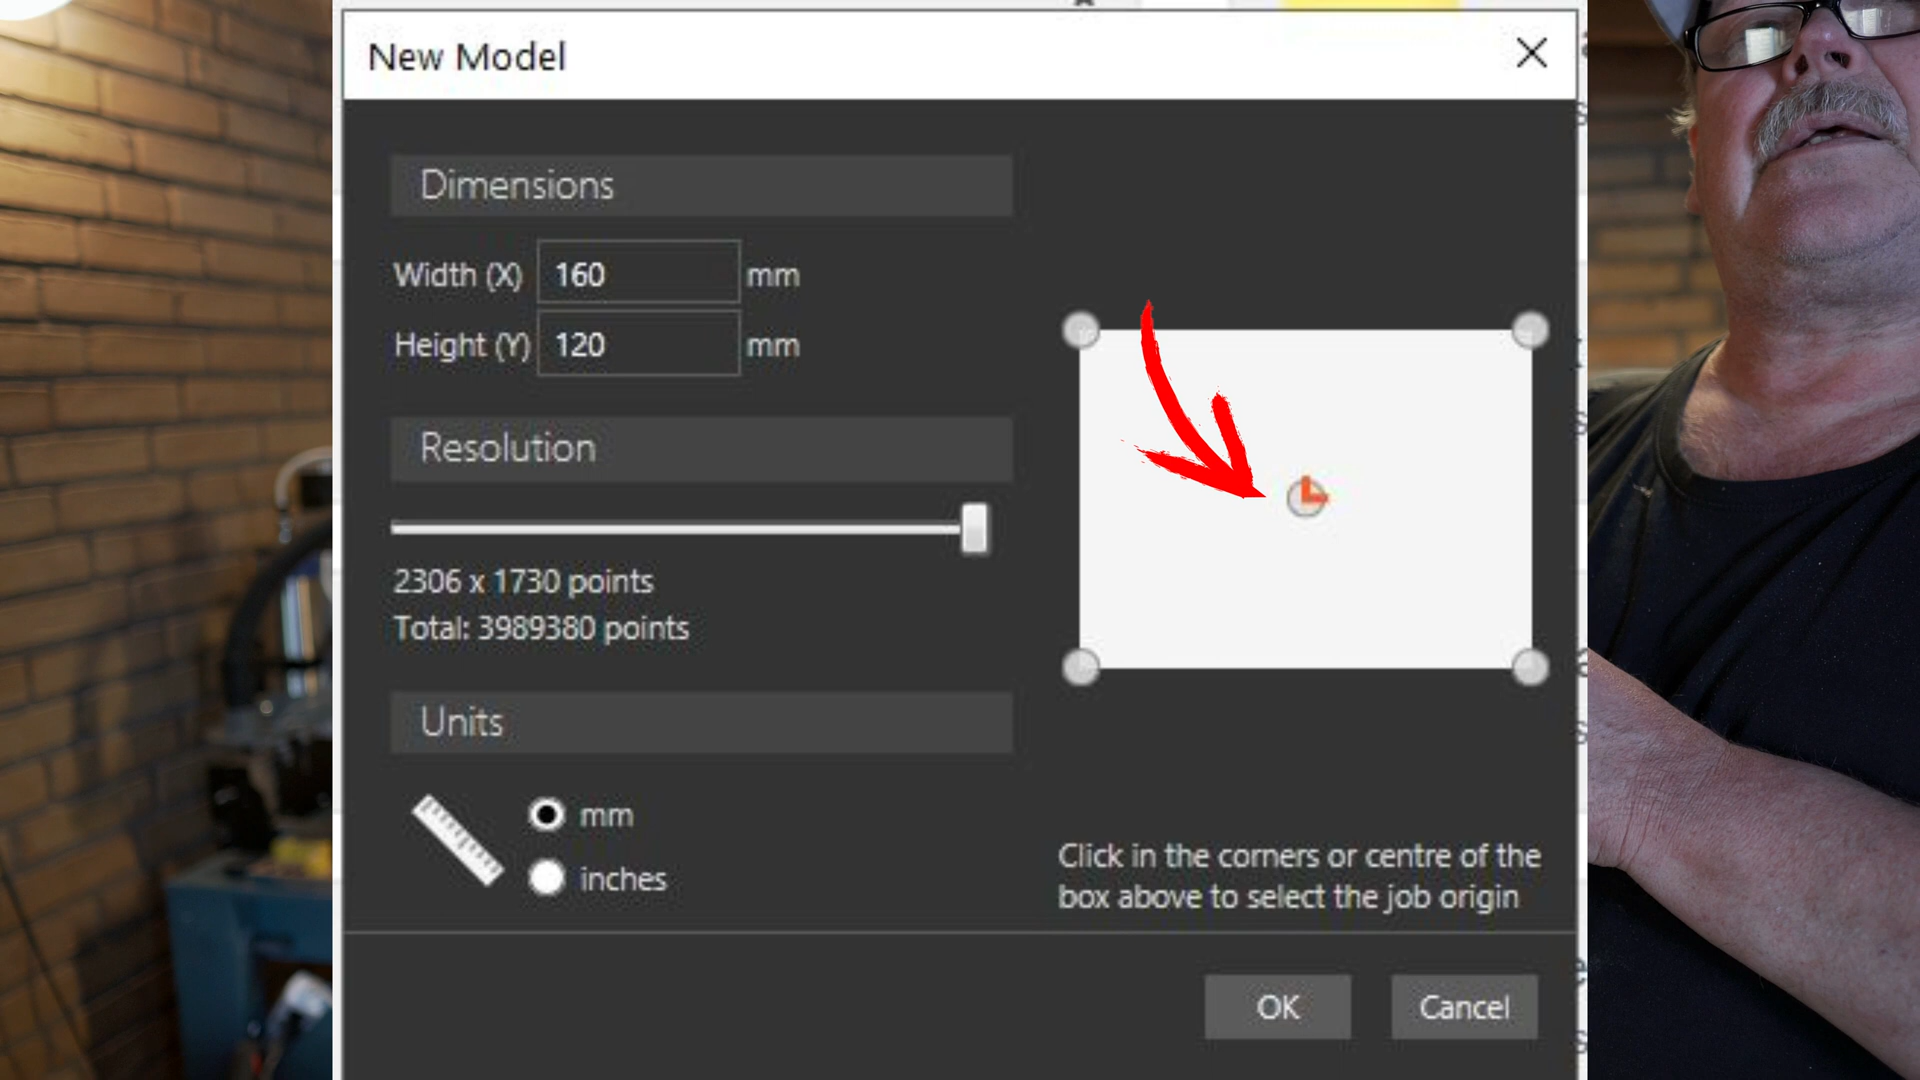 New Model
Dimensions
Width (X) 160 mm
Height (Y) 120 mm
Resolution
2306 x 1730 points
Total: 3989380 points
Units
mm
inches
Click in the corners or centre of the
box above to select the job origin
OK Cancel